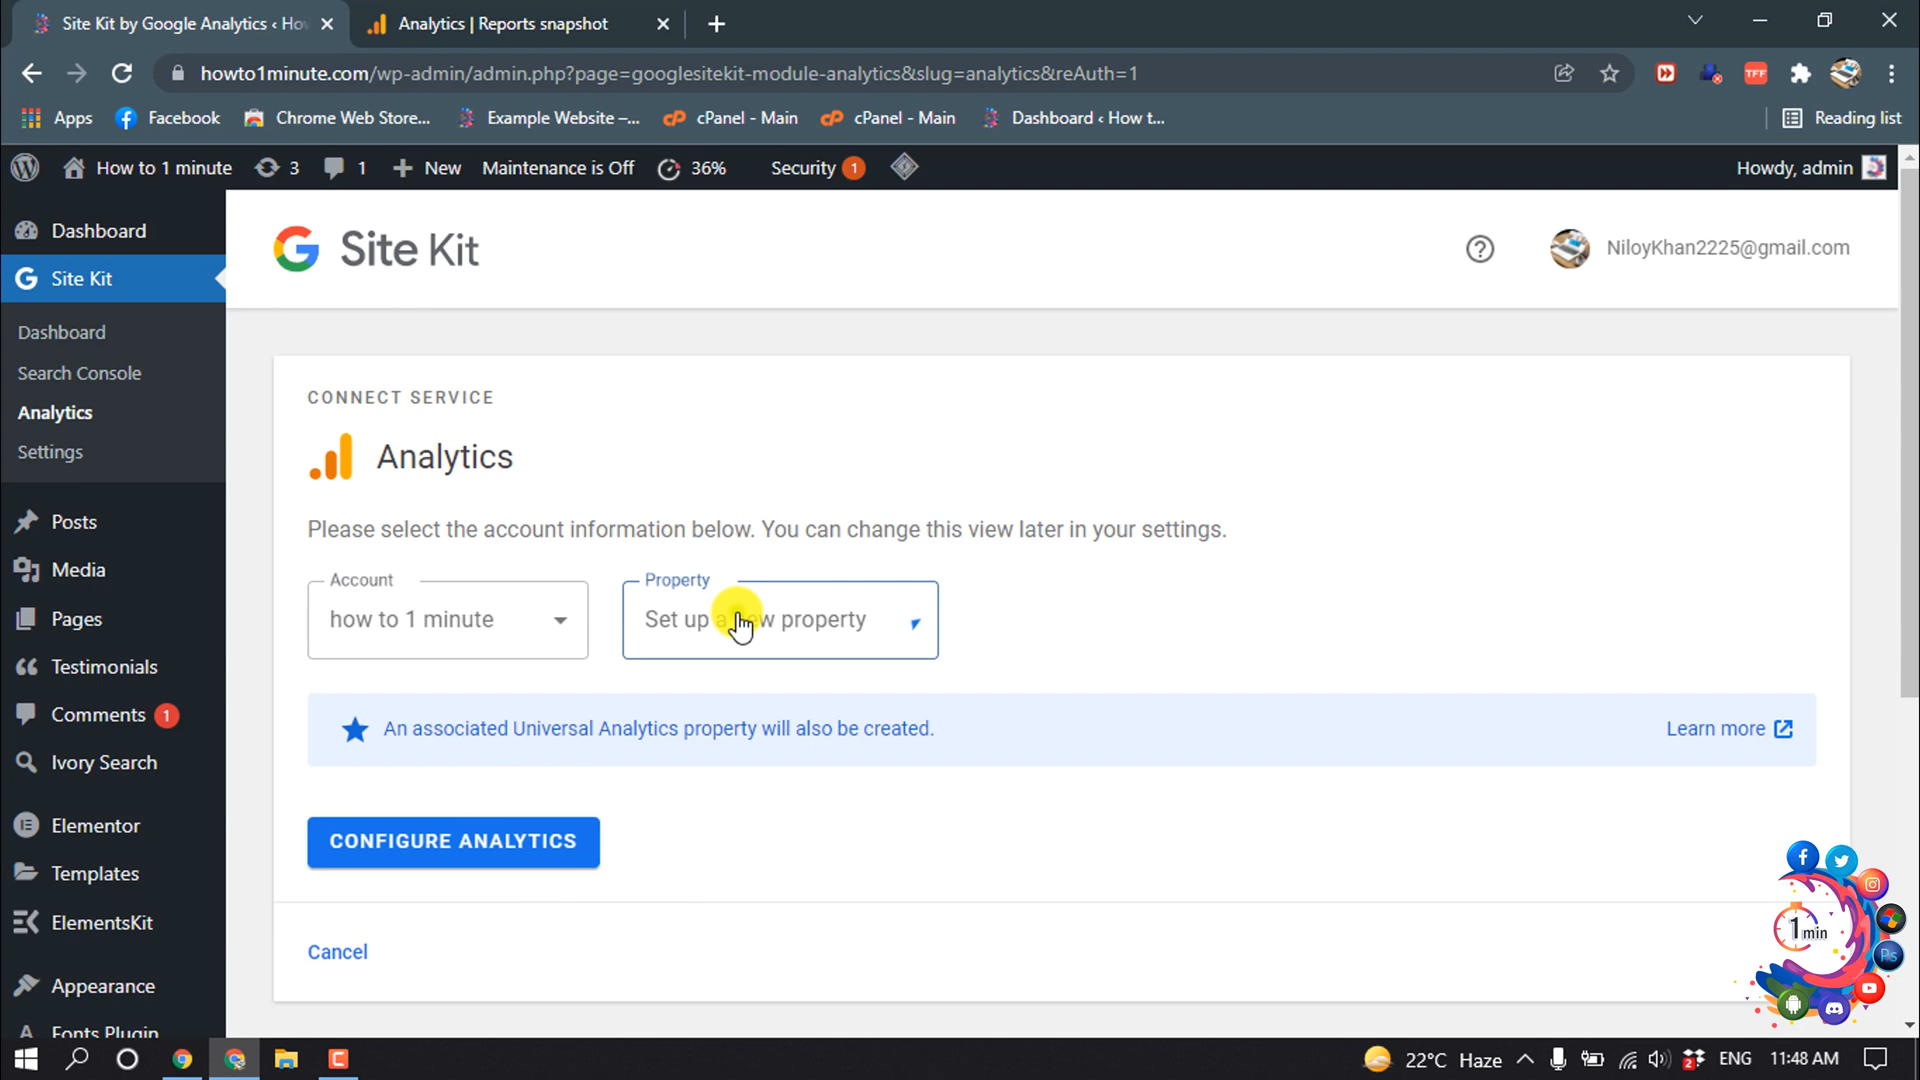 Site Kit by Google Analytics ‹ Ho
Analytics | Reports snapshot
howto1minute.com/wp-admin/admin.php?page=googlesitekit-module-analytics&slug=analytics&reAuth=1
TFF
Apps
Facebook
Chrome Web Store...
Example Website –...
cPanel - Main
cPanel - Main
Dashboard ‹ How t...
Reading list
How to 1 minute
3
1
New
Maintenance is Off
36%
Security 1
Howdy, admin
Dashboard
Site Kit
Dashboard
Search Console
Analytics
Settings
Posts
Media
Pages
Testimonials
Comments 1
Ivory Search
Elementor
Templates
ElementsKit
Appearance
Fonts Plugin
Site Kit
NiloyKhan2225@gmail.com
CONNECT SERVICE
Analytics
Please select the account information below. You can change this view later in your settings.
Account
how to 1 minute
Property
Set up a new property
An associated Universal Analytics property will also be created.
Learn more
CONFIGURE ANALYTICS
Cancel
1 min
Ps
22°C Haze
2
ENG
11:48 AM